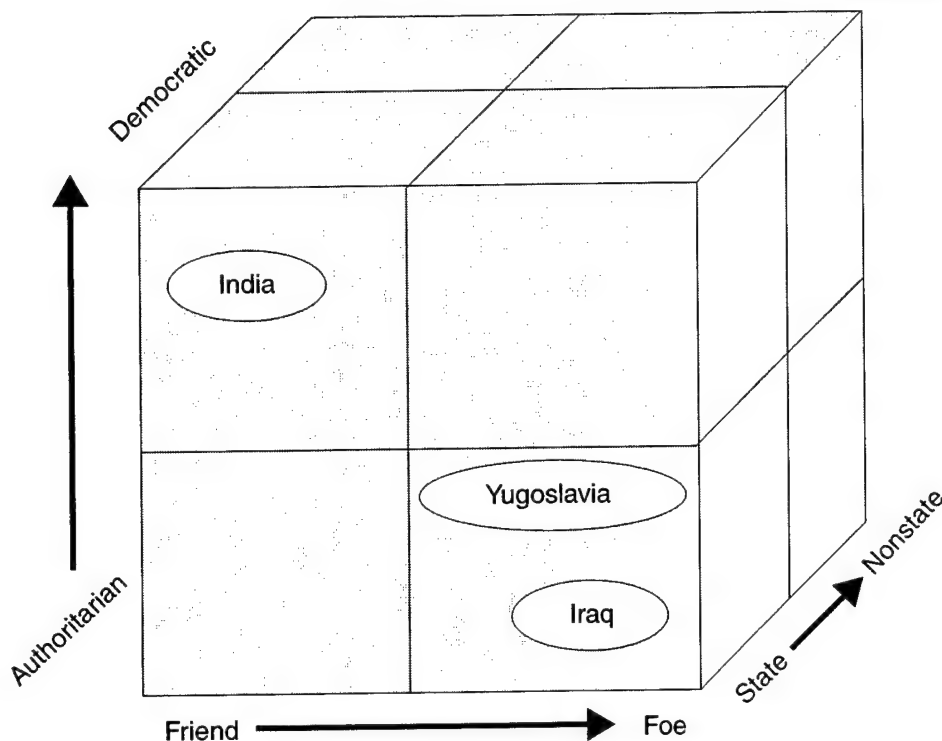 Democratic
India
Yugoslavia
Iraq
Authoritarian
Nonstate
State
Friend
Foe